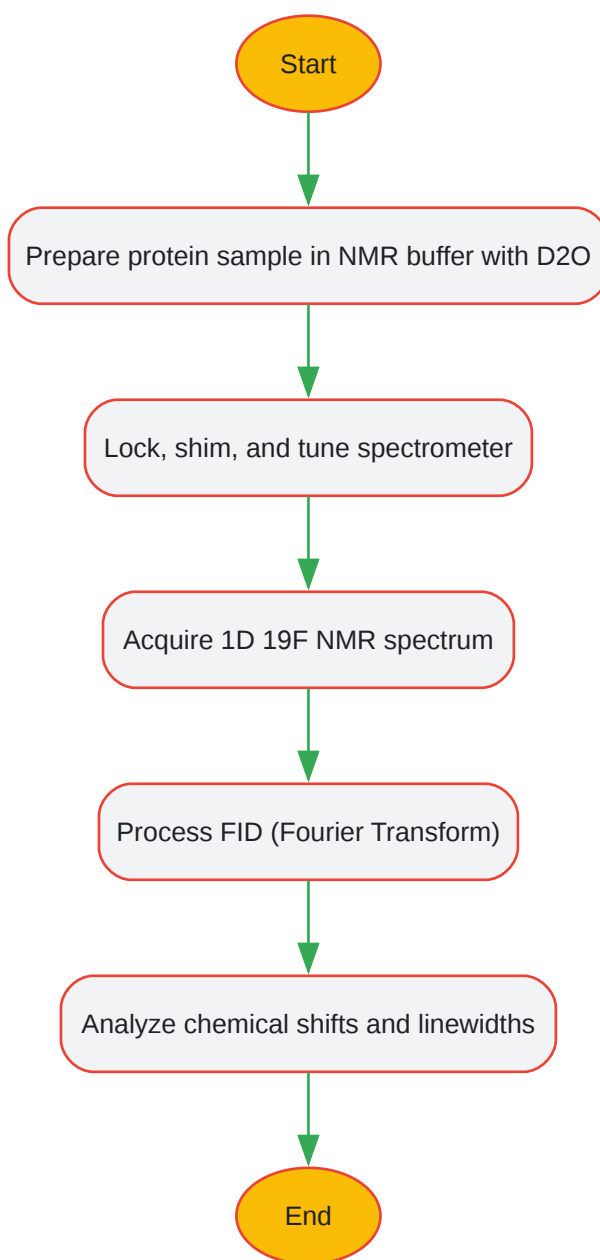 Start
Prepare protein sample in NMR buffer with D2O
Lock, shim, and tune spectrometer
Acquire 1D 19F NMR spectrum
Process FID (Fourier Transform)
Analyze chemical shifts and linewidths
End